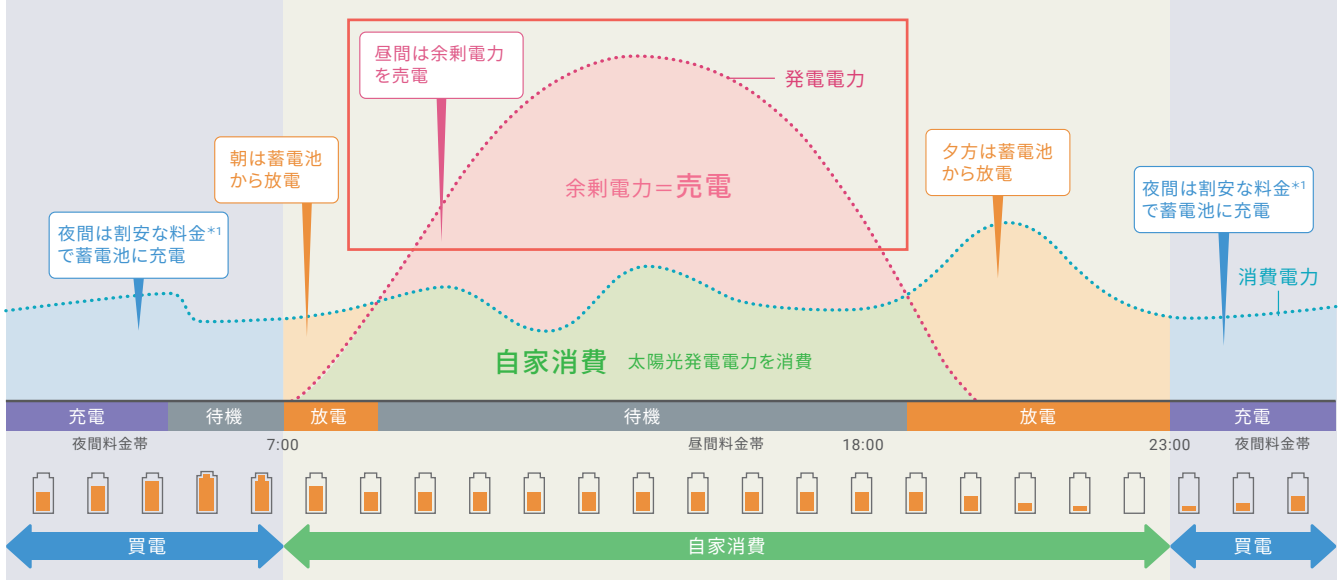 昼間は余剰電力
を売電
発電電力
朝は蓄電池
から放電
余剰電力=売電
夕方は蓄電池
から放電
夜間は割安な料金*1
で蓄電池に充電
夜間は割安な料金*1
で蓄電池に充電
消費電力
自家消費 太陽光発電電力を消費
充電 待機 放電 待機 放電 充電
夜間料金帯 7:00 昼間料金帯 18:00 23:00 夜間料金帯
買電 自家消費 買電